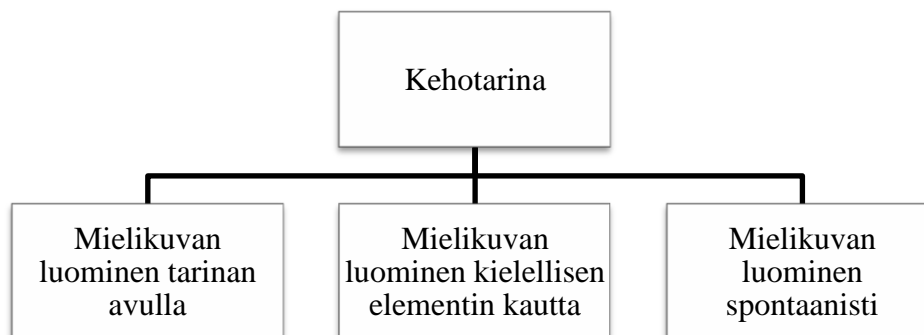 Kehotarina
Mielikuvan
luominen tarinan
avulla
Mielikuvan
luominen kielellisen
elementin kautta
Mielikuvan
luominen
spontaanisti